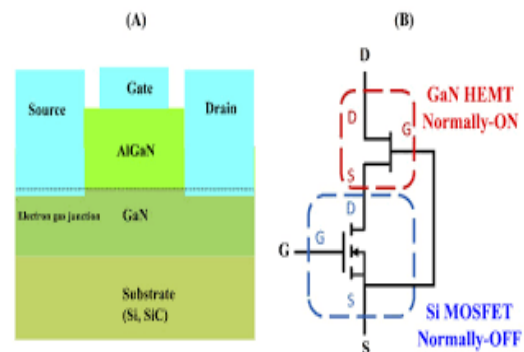 (A)
Source
Gate
Drain
AlGaN
Electron gas junction
GaN
Substrate
(Si, SiC)
(B)
D
GaN HEMT
Normally-ON
D
G
S
D
G
G
S
Si MOSFET
Normally-OFF
S